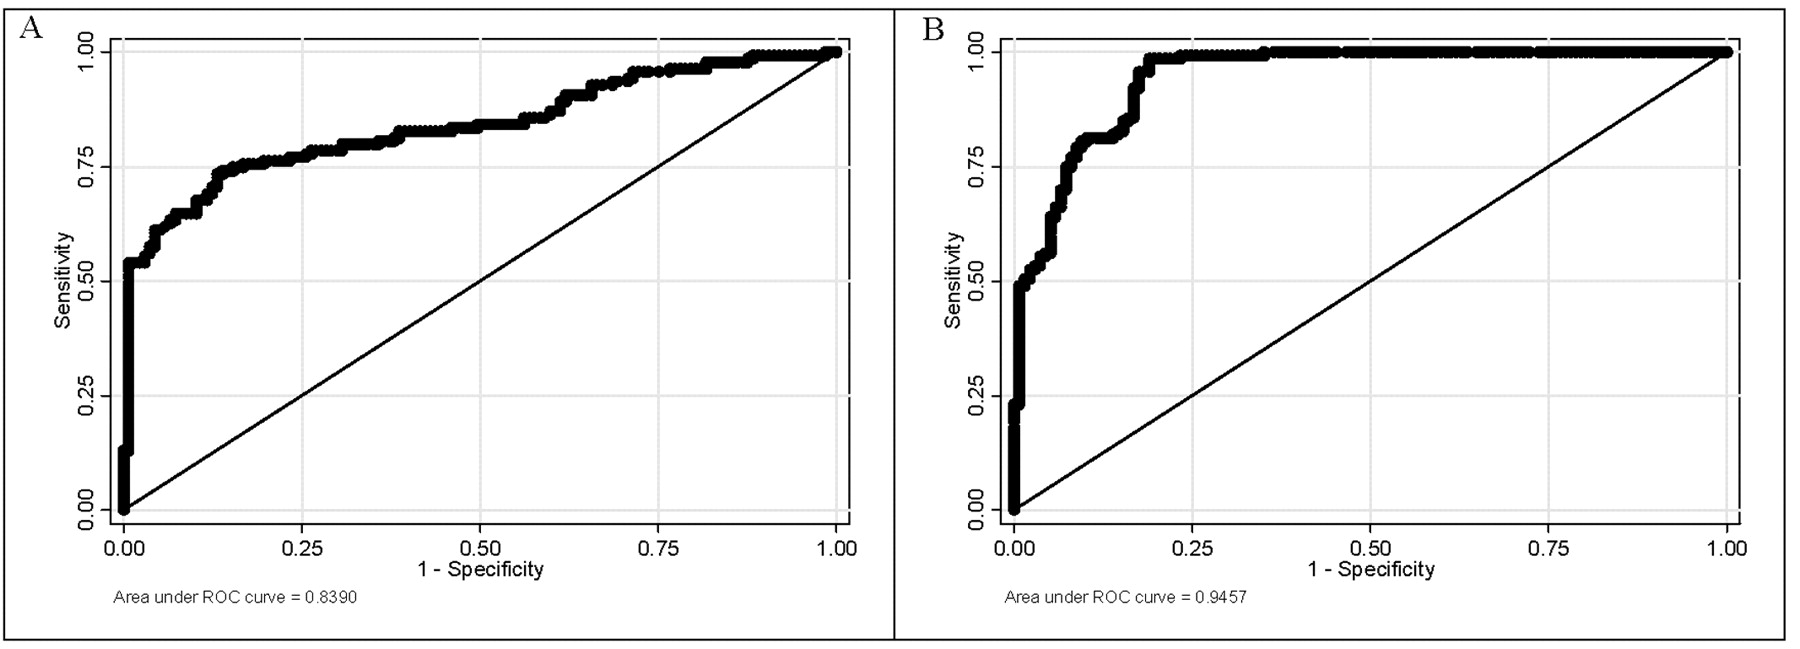 A
Sensitivity
1.00
0.75
0.50
0.25
0.00
0.00 0.25 0.50 0.75 1.00
1 - Specificity
Area under ROC curve = 0.8390
B
Sensitivity
1.00
0.75
0.50
0.25
0.00
0.00 0.25 0.50 0.75 1.00
1 - Specificity
Area under ROC curve = 0.9457